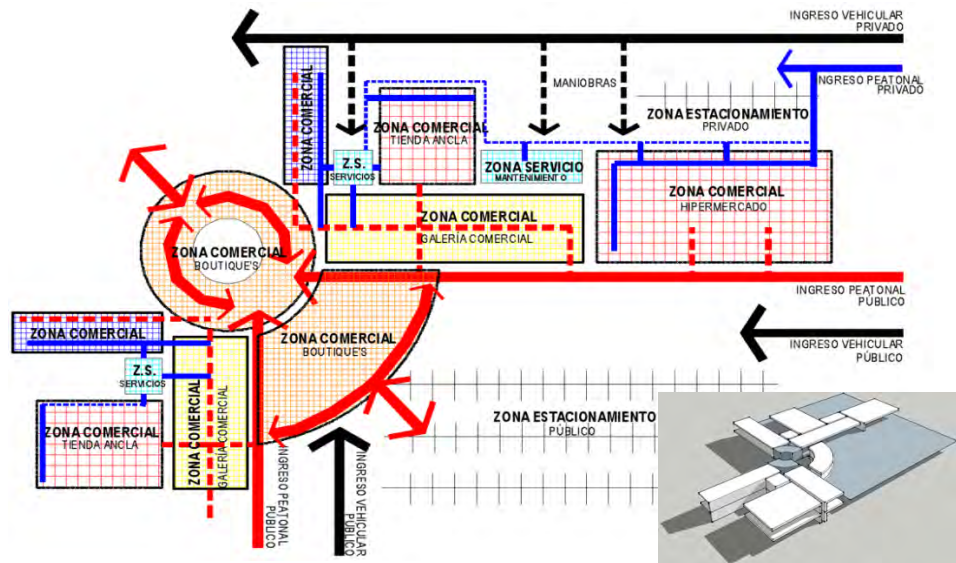 INGRESO VEHICULAR
PRIVADO
INGRESO PEATONAL
PRIVADO
MANIOBRAS
ZONA ESTACIONAMIENTO
PRIVADO
ZONA COMERCIAL
ZONA COMERCIAL
TIENDA ANCLA
Z.S.
SERVICIOS
ZONA SERVICIO
MANTENIMIENTO
ZONA COMERCIAL
HIPERMERCADO
ZONA COMERCIAL
GALERÍA COMERCIAL
ZONA COMERCIAL
BOUTIQUE'S
INGRESO PEATONAL
PÚBLICO
ZONA COMERCIAL
BOUTIQUE'S
INGRESO VEHICULAR
PÚBLICO
ZONA COMERCIAL
Z.S.
SERVICIOS
ZONA COMERCIAL
TIENDA ANCLA
ZONA COMERCIAL
GALERÍA COMERCIAL
ZONA ESTACIONAMIENTO
PÚBLICO
INGRESO PEATONAL
PÚBLICO
INGRESO VEHICULAR
PÚBLICO